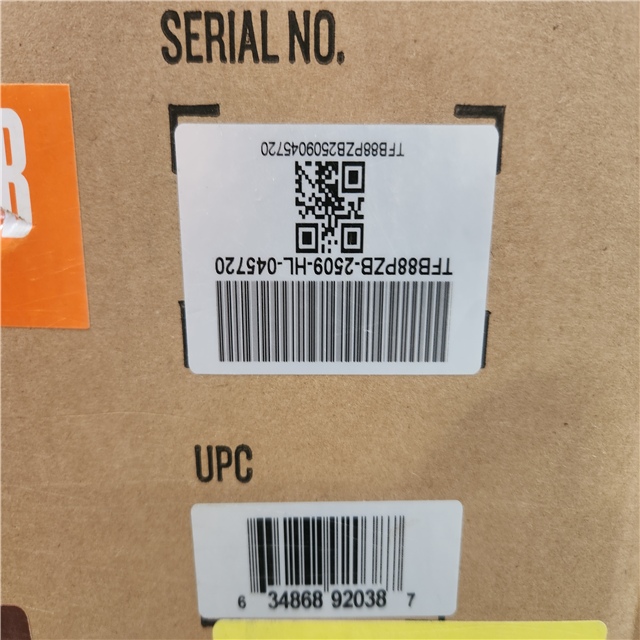 SERIAL NO.
R
TFB88PZB2509045720
TFB88PZB-2509-HL-045720
UPC
6 34868 92038 7